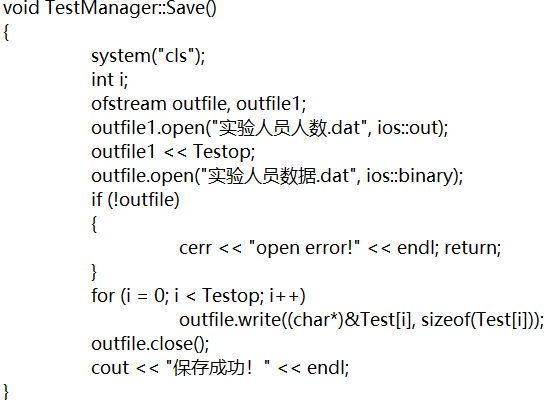 void TestManager::Save()
{
system("cls");
int i;
ofstream outfile, outfile1;
outfile1.open("实验人员人数.dat", ios::out);
outfile1 << Testop;
outfile.open("实验人员数据.dat", ios::binary);
if (!outfile)
{
cerr << "open error!" << endl; return;
}
for (i = 0; i < Testop; i++)
outfile.write((char*)&Test[i], sizeof(Test[i]));
outfile.close();
cout << "保存成功！" << endl;
}